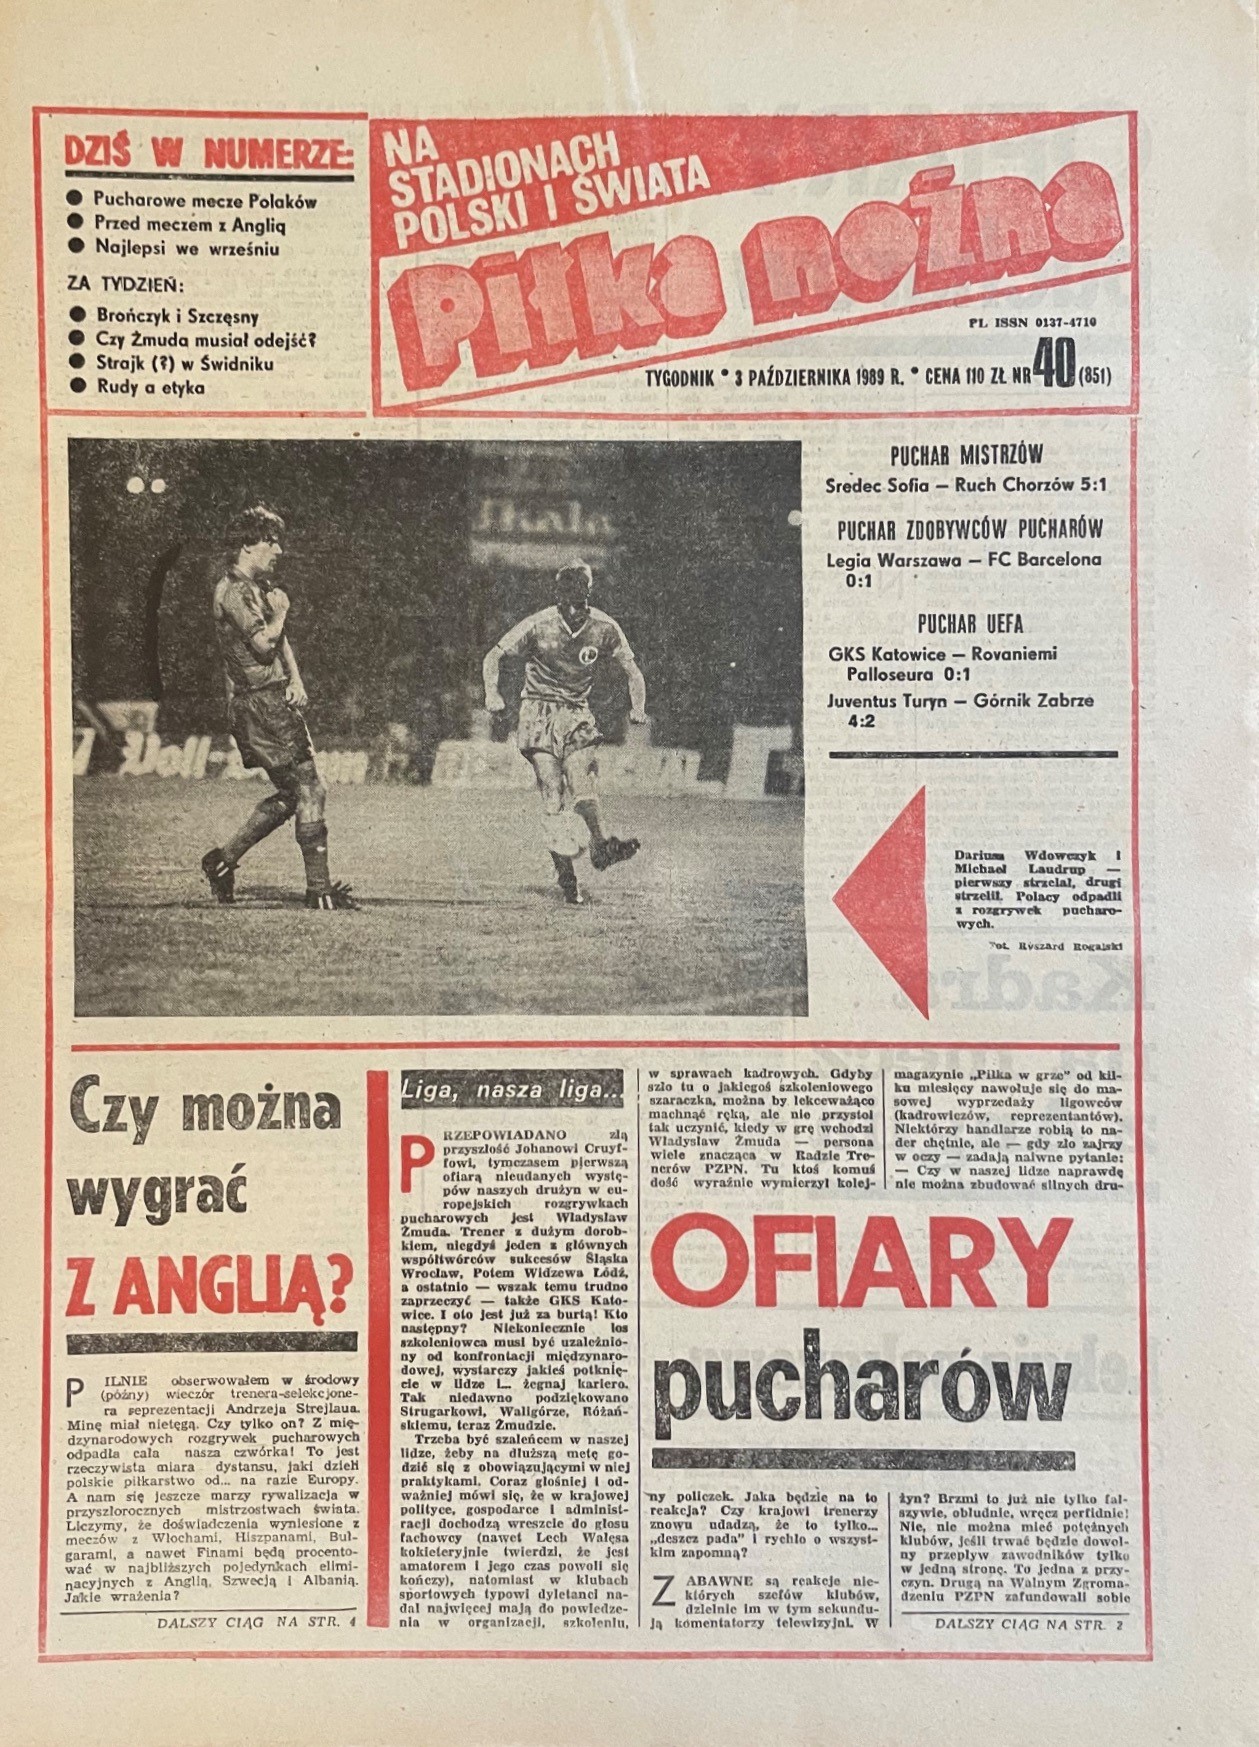 DZIŚ W NUMERZE:
● Pucharowe mecze Polaków
● Przed meczem z Anglią
● Najlepsi we wrześniu
ZA TYDZIEŃ:
● Brończyk i Szczęsny
● Czy Żmuda musiał odejść?
● Strajk (?) w Świdniku
● Rudy a etyka
NA
STADIONACH
POLSKI I ŚWIATA
Piłka nożna
PL ISSN 0137-4710
TYGODNIK • 3 PAŹDZIERNIKA 1989 R. • CENA 110 ZŁ NR 40 (851)
PUCHAR MISTRZÓW
Sredec Sofia — Ruch Chorzów 5:1
PUCHAR ZDOBYWCÓW PUCHARÓW
Legia Warszawa — FC Barcelona
0:1
PUCHAR UEFA
GKS Katowice — Rovaniemi
Palloseura 0:1
Juventus Turyn — Górnik Zabrze
4:2
Dariusz Wdowczyk i
Michael Laudrup —
pierwszy strzelał, drugi
strzelił. Polacy odpadli
z rozgrywek pucharo-
wych.
Fot. Ryszard Rogalski
Czy można
wygrać
Z ANGLIĄ?
PILNIE obserwowałem w środowy
(późny) wieczór trenera-selekcjone-
ra reprezentacji Andrzeja Strejlaua.
Minę miał nietęgą. Czy tylko on? Z mię-
dzynarodowych rozgrywek pucharowych
odpadła cała nasza czwórka! To jest
rzeczywista miara dystansu, jaki dzieli
polskie piłkarstwo od... na razie Europy.
A nam się jeszcze marzy rywalizacja w
przyszłorocznych mistrzostwach świata.
Liczymy, że doświadczenia wyniesione z
meczów z Włochami, Hiszpanami, Buł-
garami, a nawet Finami będą procento-
wać w najbliższych pojedynkach elimi-
nacyjnych z Anglią, Szwecją i Albanią.
Jakie wrażenia?
DALSZY CIĄG NA STR. 4
Liga, nasza liga...
PRZEPOWIADANO złą
przyszłość Johanowi Cruyf-
fowi, tymczasem pierwszą
ofiarą nieudanych wystę-
pów naszych drużyn w eu-
ropejskich rozgrywkach
pucharowych jest Władysław
Żmuda. Trener z dużym dorob-
kiem, niegdyś jeden z głównych
współtwórców sukcesów Śląska
Wrocław, Potem Widzewa Łódź,
a ostatnio — wszak temu trudno
zaprzeczyć — także GKS Kato-
wice. I oto jest już za burtą! Kto
następny? Niekoniecznie los
szkoleniowca musi być uzależnio-
ny od konfrontacji międzynaro-
dowej, wystarczy jakieś potknię-
cie w lidze i... żegnaj kariero.
Tak niedawno podziękowano
Strugarkowi, Waligórze, Różań-
skiemu, teraz Żmudzie.
Trzeba być szaleńcem w naszej
lidze, żeby na dłuższą metę go-
dzić się z obowiązującymi w niej
praktykami. Coraz głośniej i od-
ważniej mówi się, że w krajowej
polityce, gospodarce i administ-
racji dochodzą wreszcie do głosu
fachowcy (nawet Lech Wałęsa
kokieteryjnie twierdzi, że jest
amatorem i jego czas powoli się
kończy), natomiast w klubach
sportowych typowi dyletanci na-
dal najwięcej mają do powiedze-
nia w organizacji, szkoleniu,
w sprawach kadrowych. Gdyby
szło tu o jakiegoś szkoleniowego
szaraczka, można by lekceważąco
machnąć ręką, ale nie przystoi
tak uczynić, kiedy w grę wchodzi
Władysław Żmuda — persona
wiele znacząca w Radzie Tre-
nerów PZPN. Tu ktoś komuś
dość wyraźnie wymierzył kolej-
magazynie „Piłka w grze” od kil-
ku miesięcy nawołuje się do ma-
sowej wyprzedaży ligowców
(kadrowiczów, reprezentantów).
Niektórzy handlarze robią to na-
der chętnie, ale — gdy zło zajrzy
w oczy — zadają naiwne pytanie:
— Czy w naszej lidze naprawdę
nie można zbudować silnych dru-
OFIARY
pucharów
ny policzek. Jaka będzie na to
reakcja? Czy krajowi trenerzy
znowu udadzą, że to tylko...
„deszcz pada” i rychło o wszyst-
kim zapomną?
ZABAWNE są reakcje nie-
których szefów klubów,
dzielnie im w tym sekundu-
ją komentatorzy telewizyjni. W
żyn? Brzmi to już nie tylko fał-
szywie, obłudnie, wręcz perfidnie!
Nie, nie można mieć potężnych
klubów, jeśli trwać będzie dowol-
ny przepływ zawodników tylko
w jedną stronę. To jedna z przy-
czyn. Drugą na Walnym Zgroma-
dzeniu PZPN zafundowali sobie
DALSZY CIĄG NA STR. 2